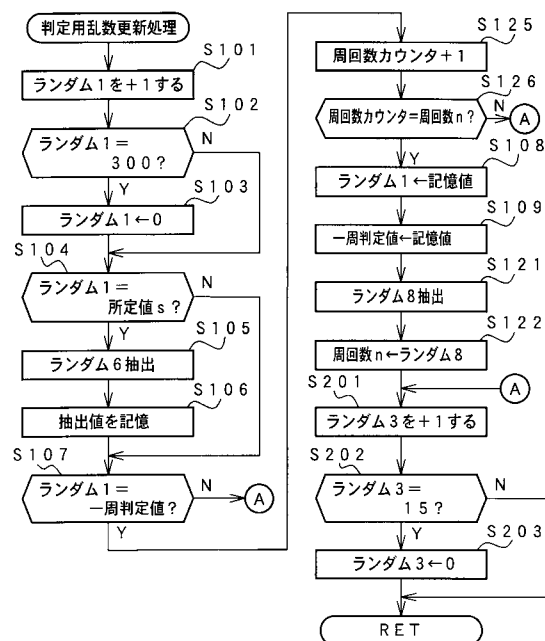 判定用乱数更新処理
S101
ランダム1を+1する
S102
ランダム1=
300?
N
Y
S103
ランダム1←0
S104
ランダム1=
所定値s?
N
Y
S105
ランダム6抽出
S106
抽出値を記憶
S107
ランダム1=
一周判定値?
N
A
Y
S125
周回数カウンタ+1
S126
周回数カウンタ=周回数n?
N
A
Y
S108
ランダム1←記憶値
S109
一周判定値←記憶値
S121
ランダム8抽出
S122
周回数n←ランダム8
A
S201
ランダム3を+1する
S202
ランダム3=
15?
N
Y
S203
ランダム3←0
RET